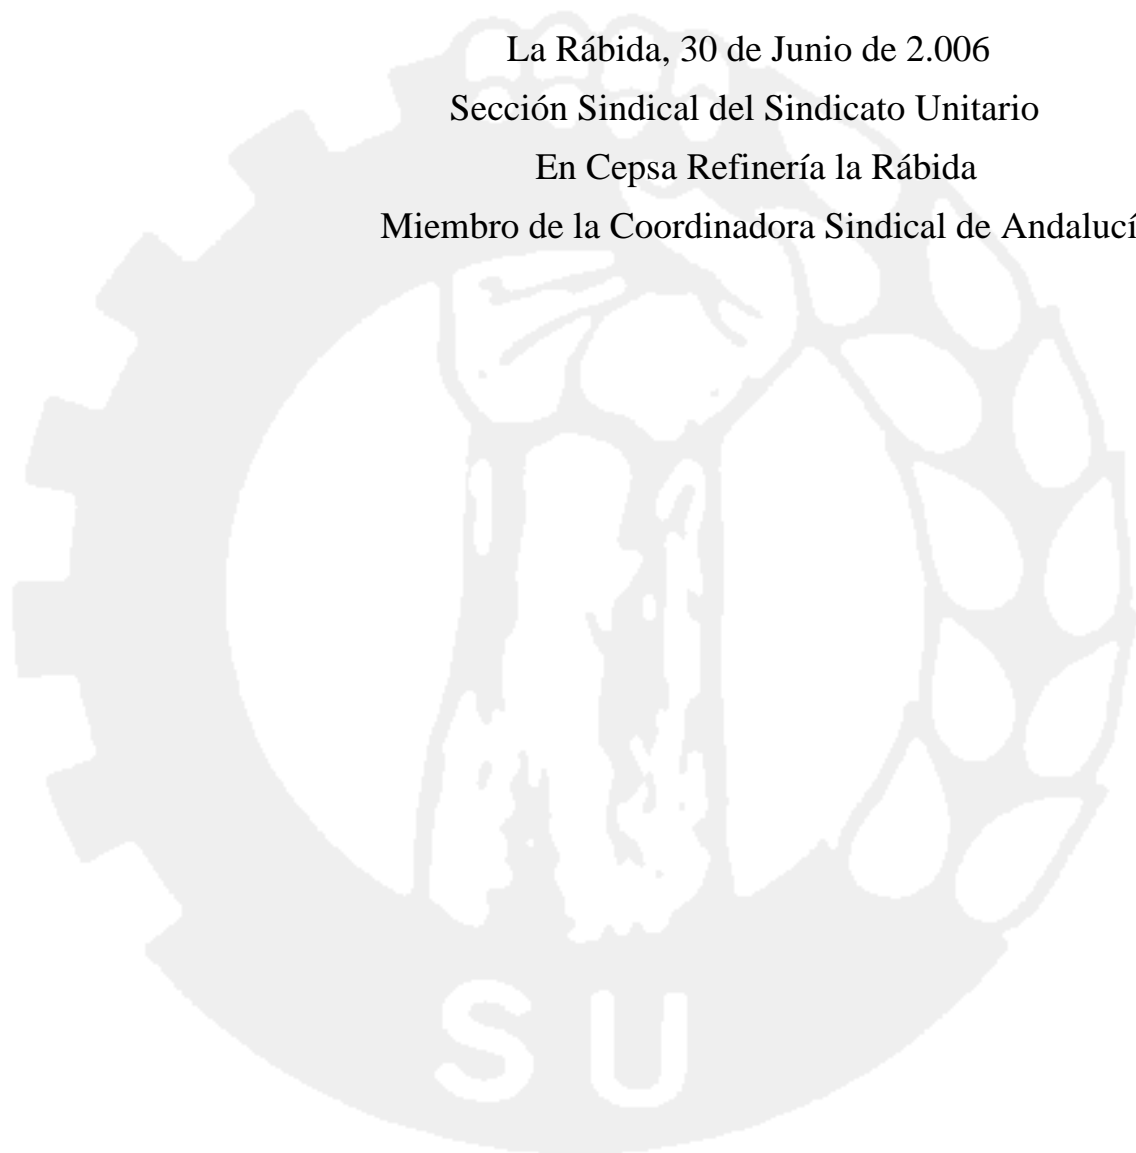 La Rábida, 30 de Junio de 2.006
Sección Sindical del Sindicato Unitario
En Cepsa Refinería la Rábida
Miembro de la Coordinadora Sindical de Andalucí
S U